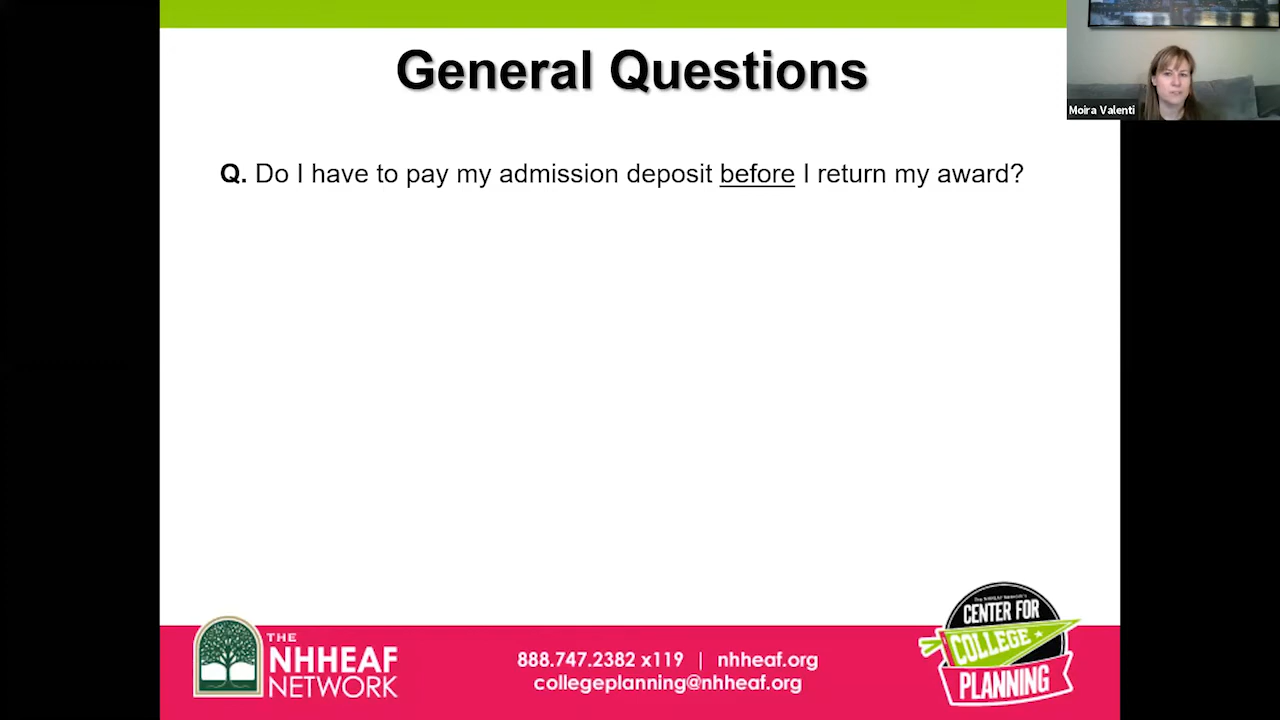 General Questions
Moira Valenti
Q. Do I have to pay my admission deposit before I return my award?
THE
NHHEAF
NETWORK
888.747.2382 x119 | nhheaf.org
collegeplanning@nhheaf.org
The NHHEAF Network's
CENTER FOR
COLLEGE
PLANNING